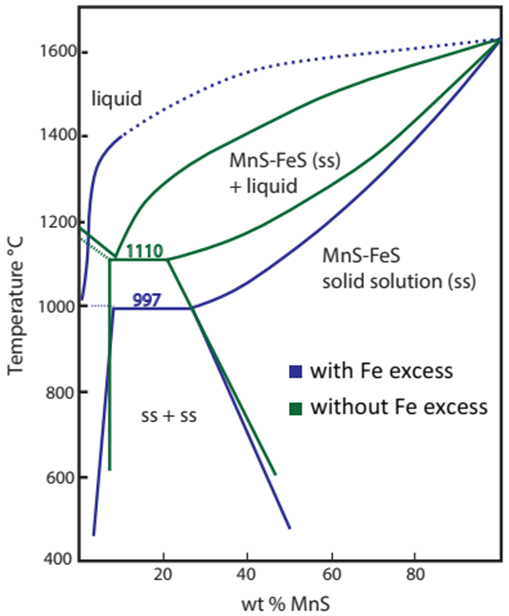 1600
liquid
1400
MnS-FeS (ss)
+ liquid
1200
1110
MnS-FeS
solid solution (ss)
Temperature °C
1000
997
with Fe excess
800
without Fe excess
ss + ss
600
400
20 40 60 80
wt % MnS